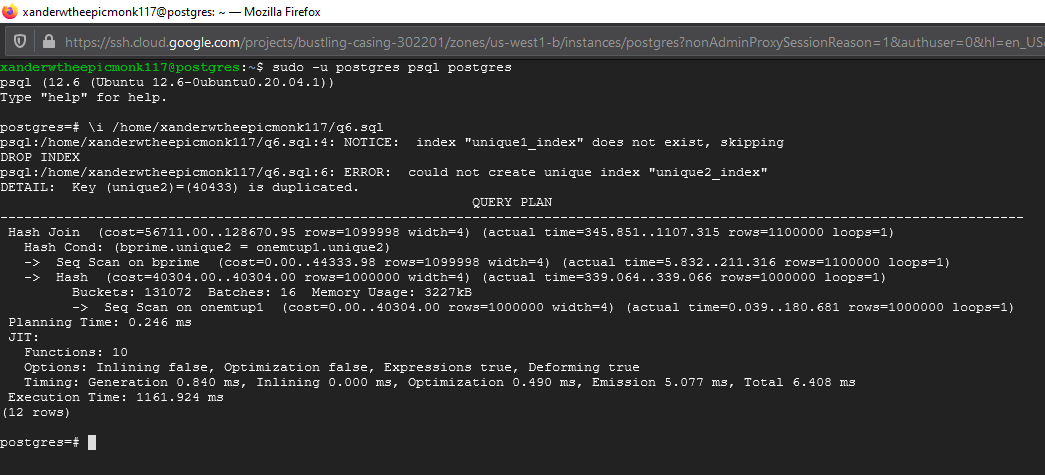 xanderwtheepicmonk117@postgres: ~ — Mozilla Firefox
https://ssh.cloud.google.com/projects/bustling-casing-302201/zones/us-west1-b/instances/postgres?nonAdminProxySessionReason=1&authuser=0&hl=en_US
xanderwtheepicmonk117@postgres:~$ sudo -u postgres psql postgres
psql (12.6 (Ubuntu 12.6-0ubuntu0.20.04.1))
Type "help" for help.
postgres=# \i /home/xanderwtheepicmonk117/q6.sql
psql:/home/xanderwtheepicmonk117/q6.sql:4: NOTICE:  index "unique1_index" does not exist, skipping
DROP INDEX
psql:/home/xanderwtheepicmonk117/q6.sql:6: ERROR:  could not create unique index "unique2_index"
DETAIL:  Key (unique2)=(40433) is duplicated.
QUERY PLAN
---------------------------------------------------------------------------------------------------------------------------------
Hash Join  (cost=56711.00..128670.95 rows=1099998 width=4) (actual time=345.851..1107.315 rows=1100000 loops=1)
Hash Cond: (bprime.unique2 = onemtup1.unique2)
->  Seq Scan on bprime  (cost=0.00..44333.98 rows=1099998 width=4) (actual time=5.832..211.316 rows=1100000 loops=1)
->  Hash  (cost=40304.00..40304.00 rows=1000000 width=4) (actual time=339.064..339.066 rows=1000000 loops=1)
Buckets: 131072  Batches: 16  Memory Usage: 3227kB
->  Seq Scan on onemtup1  (cost=0.00..40304.00 rows=1000000 width=4) (actual time=0.039..180.681 rows=1000000 loops=1)
Planning Time: 0.246 ms
JIT:
Functions: 10
Options: Inlining false, Optimization false, Expressions true, Deforming true
Timing: Generation 0.840 ms, Inlining 0.000 ms, Optimization 0.490 ms, Emission 5.077 ms, Total 6.408 ms
Execution Time: 1161.924 ms
(12 rows)
postgres=#